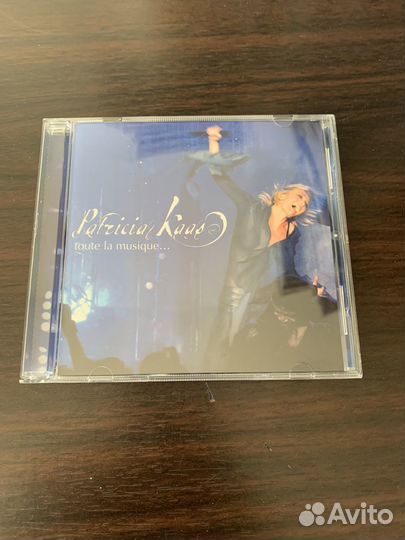 Patricia Kaas
toute la musique...
Avito